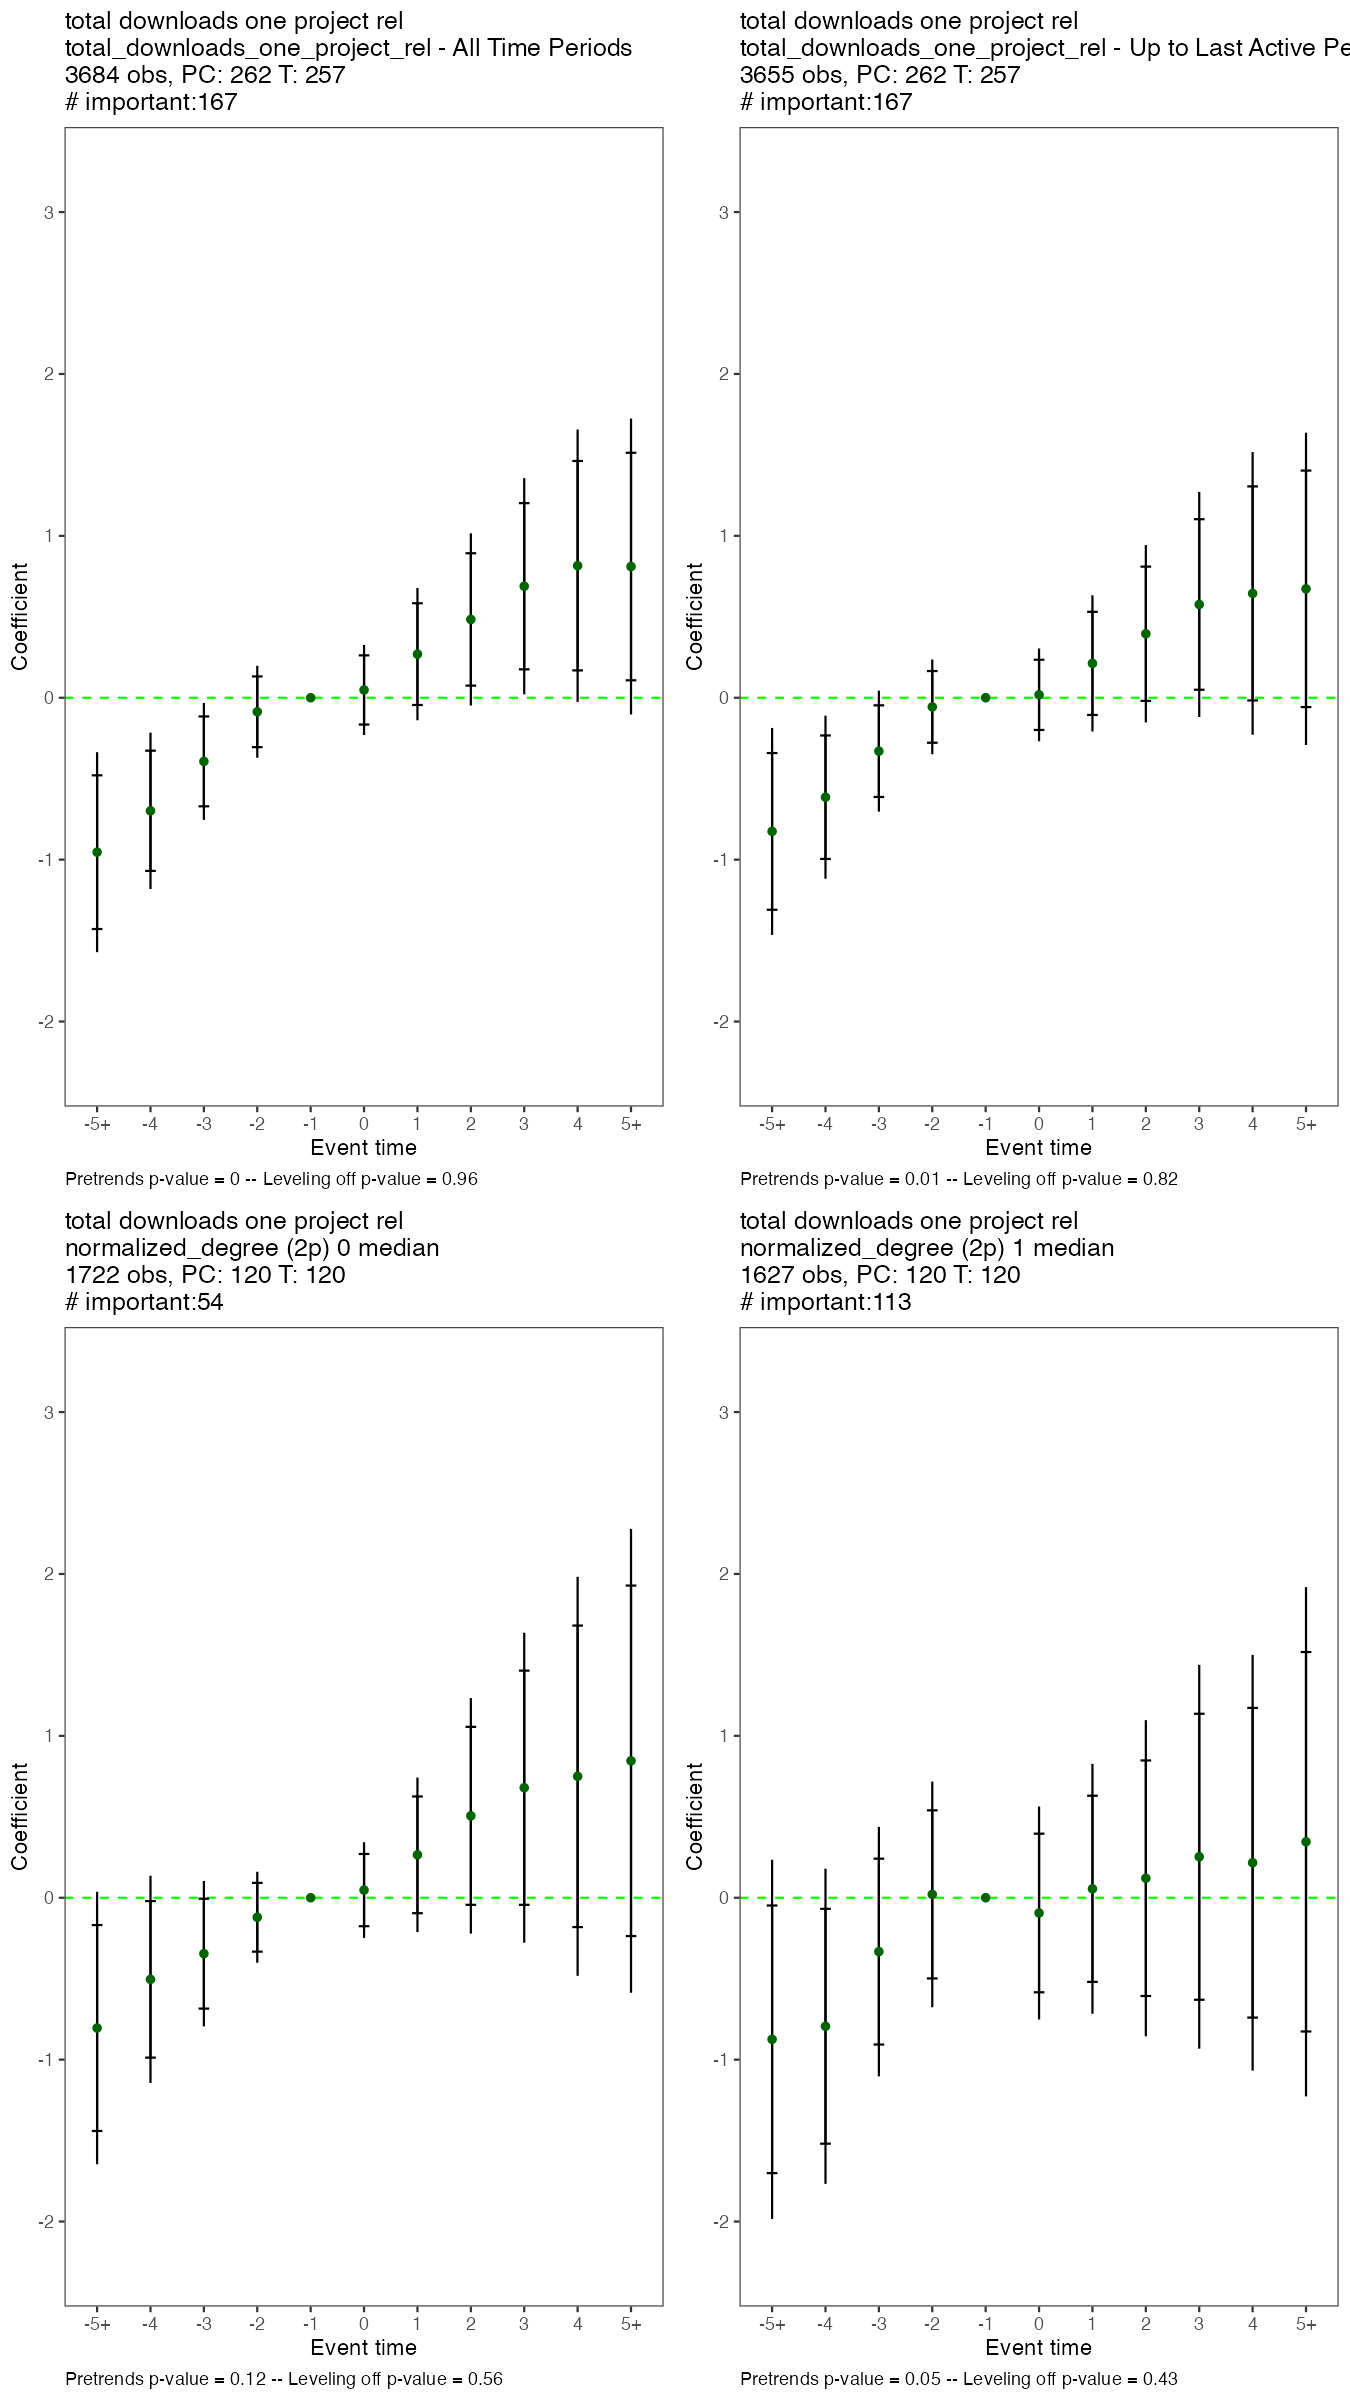 total downloads one project rel
total_downloads_one_project_rel - All Time Periods
3684 obs, PC: 262 T: 257
# important:167
3
2
1
0
-1
-2
Coefficient
-5+ -4 -3 -2 -1 0 1 2 3 4 5+
Event time
Pretrends p-value = 0 -- Leveling off p-value = 0.96
total downloads one project rel
total_downloads_one_project_rel - Up to Last Active Pe
3655 obs, PC: 262 T: 257
# important:167
3
2
1
0
-1
-2
Coefficient
-5+ -4 -3 -2 -1 0 1 2 3 4 5+
Event time
Pretrends p-value = 0.01 -- Leveling off p-value = 0.82
total downloads one project rel
normalized_degree (2p) 0 median
1722 obs, PC: 120 T: 120
# important:54
3
2
1
0
-1
-2
Coefficient
-5+ -4 -3 -2 -1 0 1 2 3 4 5+
Event time
Pretrends p-value = 0.12 -- Leveling off p-value = 0.56
total downloads one project rel
normalized_degree (2p) 1 median
1627 obs, PC: 120 T: 120
# important:113
3
2
1
0
-1
-2
Coefficient
-5+ -4 -3 -2 -1 0 1 2 3 4 5+
Event time
Pretrends p-value = 0.05 -- Leveling off p-value = 0.43